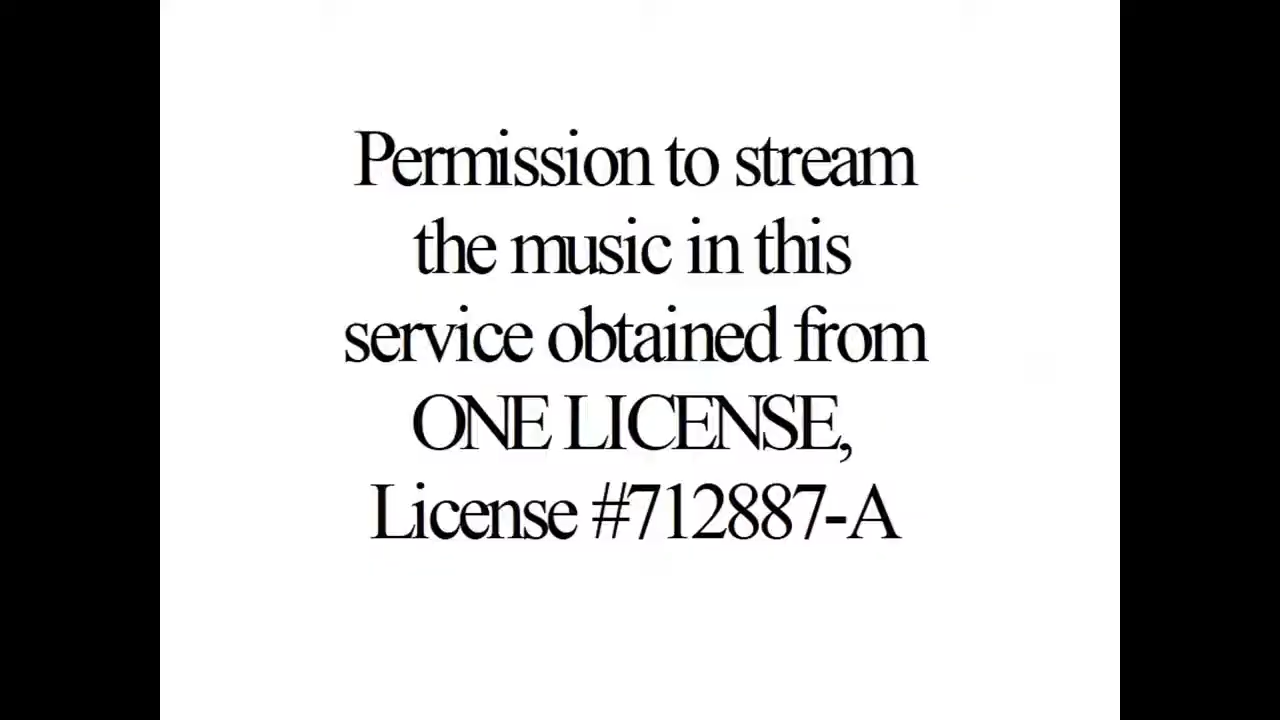 Permission to stream
the music in this
service obtained from
ONE LICENSE,
License #712887-A